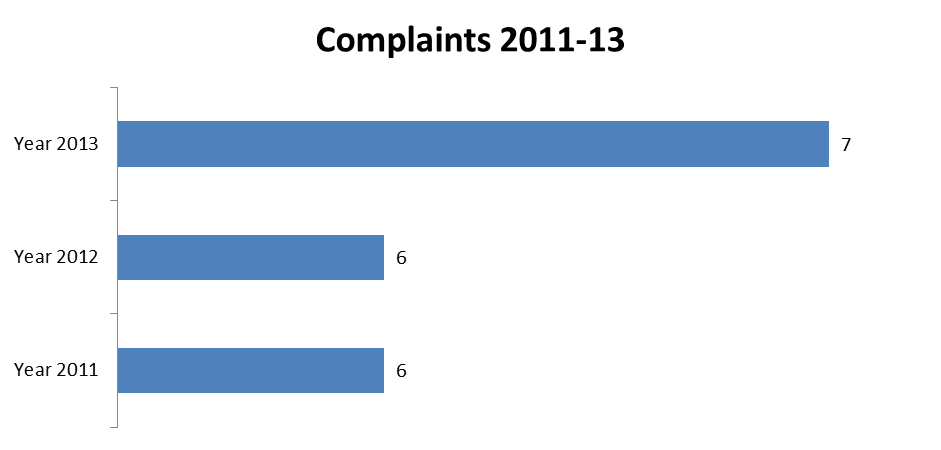 Complaints 2011-13
Year 2013 7
Year 2012 6
Year 2011 6